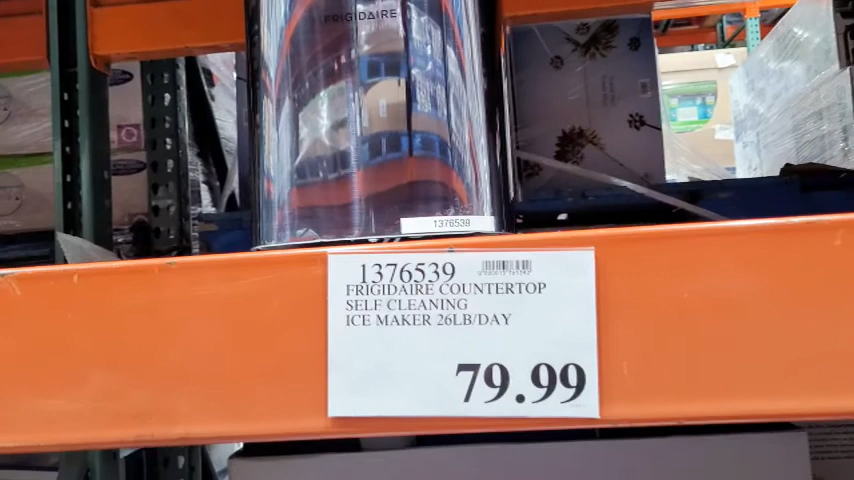 FRIGIDAIRE
1376539
1376539
FRIGIDAIRE COUNTERTOP
SELF CLEANING
ICE MAKER 26LB/DAY
79.99